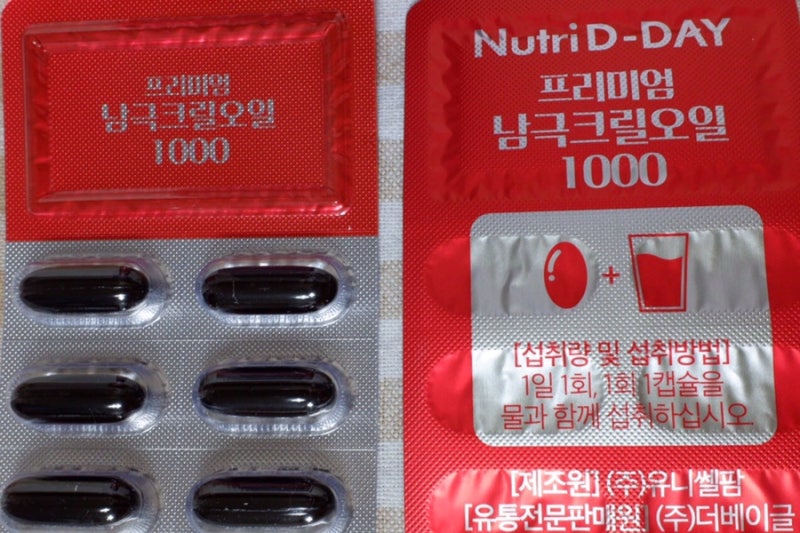 프리미엄
남극크릴오일
1000
Nutri D-DAY
프리미엄
남극크릴오일
1000
+
[섭취량 및 섭취방법]
1일 1회, 1회 1캡슐을
물과 함께 섭취하십시오.
[제조원] (주)유니쎌팜
[유통전문판매원] (주)더베이글